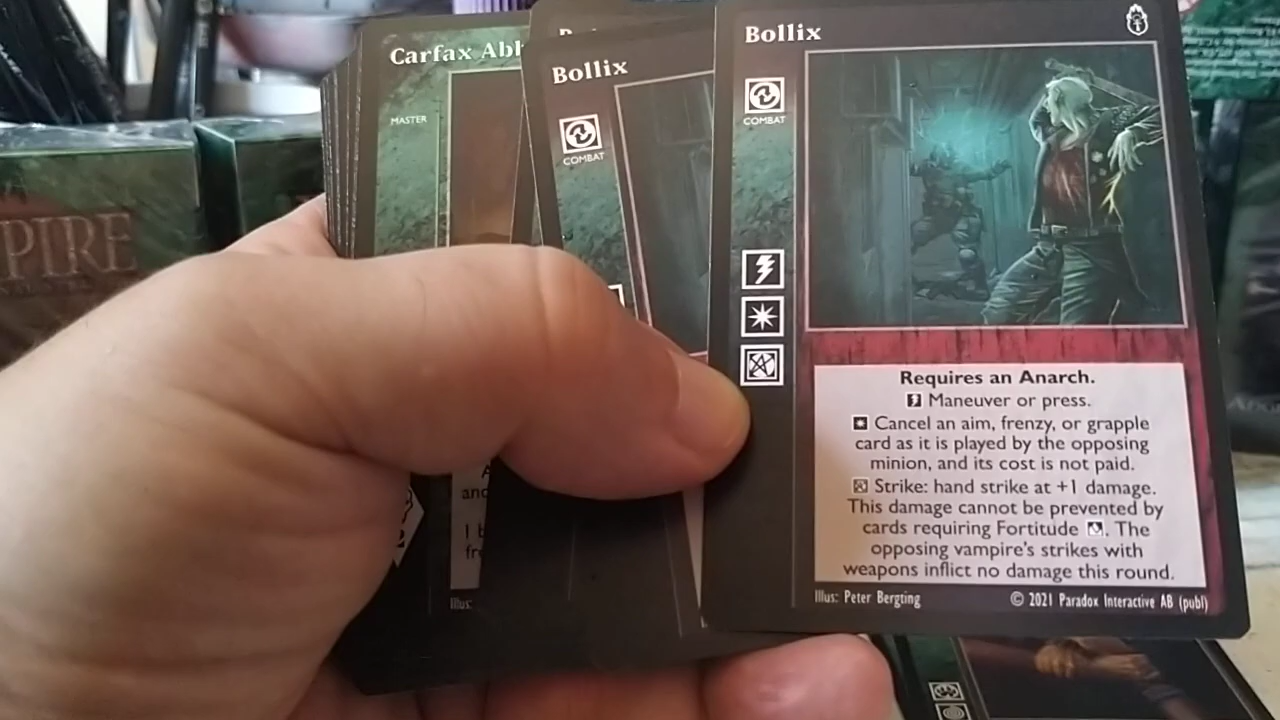 Carfax
MASTER
Bollix
COMBAT
Bollix
COMBAT
Requires an Anarch.
Maneuver or press.
Cancel an aim, frenzy, or grapple
card as it is played by the opposing
minion, and its cost is not paid.
Strike: hand strike at +1 damage.
This damage cannot be prevented by
cards requiring Fortitude . The
opposing vampire's strikes with
weapons inflict no damage this round.
Illus: Peter Bergting
© 2021 Paradox Interactive AB (publ)
Illus:
PIRE